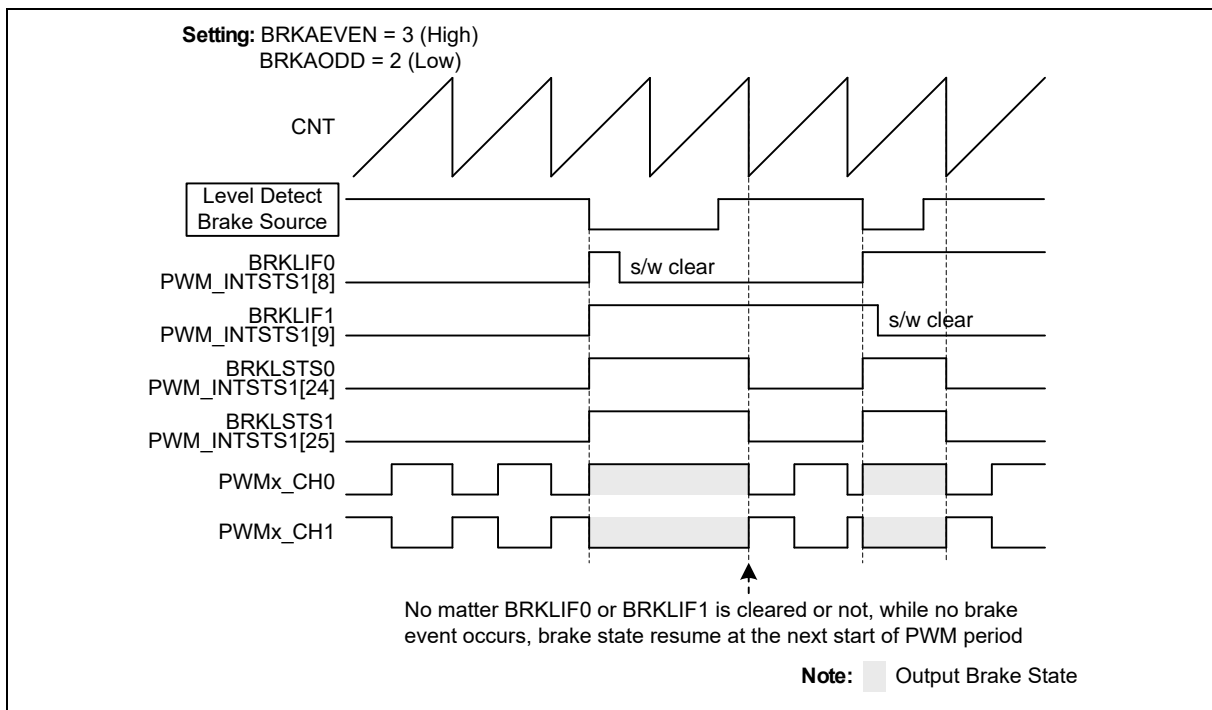 Setting: BRKAEVEN = 3 (High)
BRKAODD = 2 (Low)
CNT
Level Detect
Brake Source
BRKLIF0
PWM_INTSTS1[8]
s/w clear
BRKLIF1
PWM_INTSTS1[9]
s/w clear
BRKLSTS0
PWM_INTSTS1[24]
BRKLSTS1
PWM_INTSTS1[25]
PWMx_CH0
PWMx_CH1
No matter BRKLIF0 or BRKLIF1 is cleared or not, while no brake
event occurs, brake state resume at the next start of PWM period
Note: Output Brake State